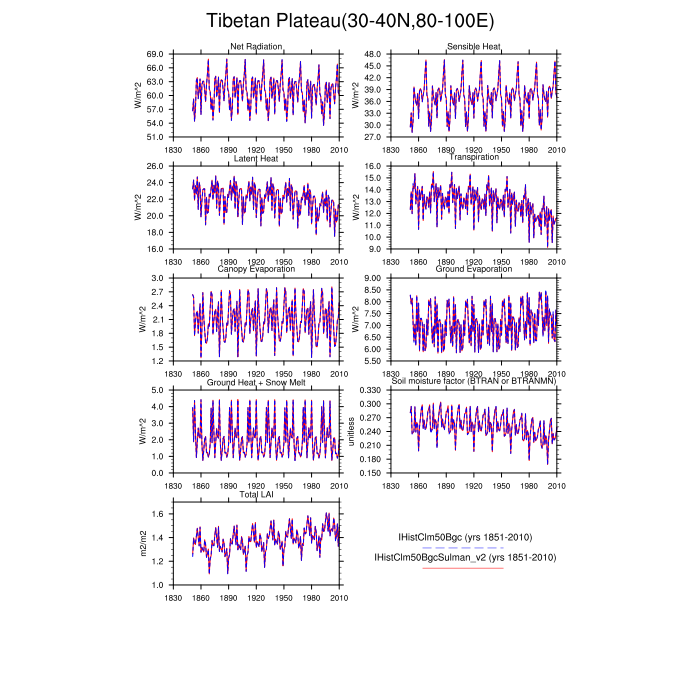 Tibetan Plateau(30-40N,80-100E)
Net Radiation
W/m^2
69.0
66.0
63.0
60.0
57.0
54.0
51.0
1830 1860 1890 1920 1950 1980 2010
Sensible Heat
W/m^2
48.0
45.0
42.0
39.0
36.0
33.0
30.0
27.0
1830 1860 1890 1920 1950 1980 2010
Latent Heat
W/m^2
26.0
24.0
22.0
20.0
18.0
16.0
1830 1860 1890 1920 1950 1980 2010
Transpiration
W/m^2
16.0
15.0
14.0
13.0
12.0
11.0
10.0
9.0
1830 1860 1890 1920 1950 1980 2010
Canopy Evaporation
W/m^2
3.0
2.7
2.4
2.1
1.8
1.5
1.2
1830 1860 1890 1920 1950 1980 2010
Ground Evaporation
W/m^2
9.00
8.50
8.00
7.50
7.00
6.50
6.00
5.50
1830 1860 1890 1920 1950 1980 2010
Ground Heat + Snow Melt
W/m^2
5.0
4.0
3.0
2.0
1.0
0.0
1830 1860 1890 1920 1950 1980 2010
Soil moisture factor (BTRAN or BTRANMN)
unitless
0.330
0.300
0.270
0.240
0.210
0.180
0.150
1830 1860 1890 1920 1950 1980 2010
Total LAI
m2/m2
1.6
1.4
1.2
1.0
1830 1860 1890 1920 1950 1980 2010
IHistClm50Bgc (yrs 1851-2010)
IHistClm50BgcSulman_v2 (yrs 1851-2010)